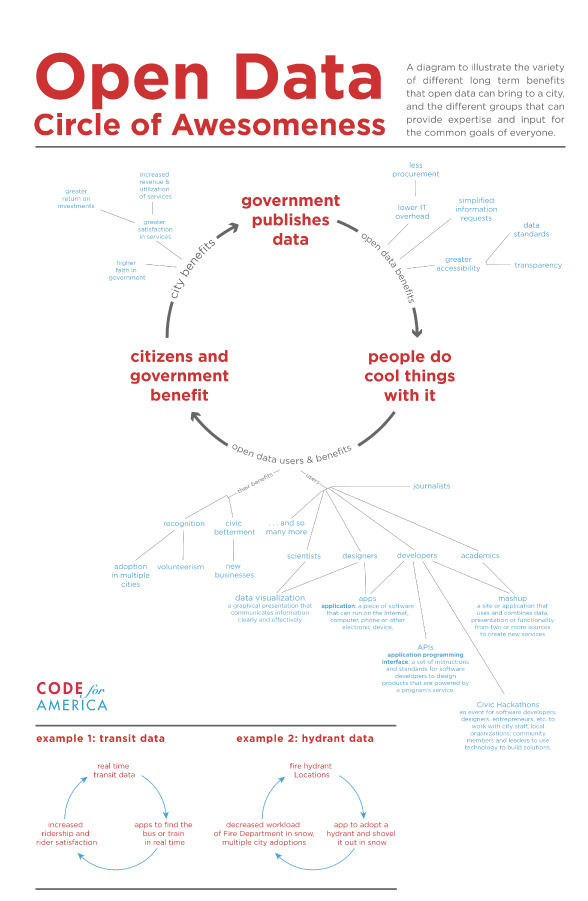 Open Data
Circle of Awesomeness
A diagram to illustrate the variety
of different long term benefits
that open data can bring to a city,
and the different groups that can
provide expertise and input for
the common goals of everyone.
greater
return on
investments
increased
revenue &
utilization
of services
greater
satisfaction
in services
higher
faith in
government
city benefits
government
publishes
data
less
procurement
lower IT
overhead
simplified
information
requests
data
standards
greater
accessibility
transparency
open data benefits
citizens and
government
benefit
people do
cool things
with it
open data users & benefits
their benefits
users
journalists
recognition
civic
betterment
. . . and so
many more
scientists
designers
developers
academics
adoption
in multiple
cities
volunteerism
new
businesses
data visualization
a graphical presentation that
communicates information
clearly and effectively
apps
application: a piece of software
that can run on the Internet,
computer, phone or other
electronic device.
mashup
a site or application that
uses and combines data,
presentation or functionality
from two or more sources
to create new services
APIs
application programming
interface: a set of instructions
and standards for software
developers to design
products that are powered by
a program's service.
Civic Hackathons
an event for software developers,
designers, entrepreneurs, etc. to
work with city staff, local
organizations, community
members and leaders to use
technology to build solutions.
CODE for
AMERICA
example 1: transit data
real time
transit data
increased
ridership and
rider satisfaction
apps to find the
bus or train
in real time
example 2: hydrant data
fire hydrant
Locations
decreased workload
of Fire Department in snow,
multiple city adoptions
app to adopt a
hydrant and shovel
it out in snow